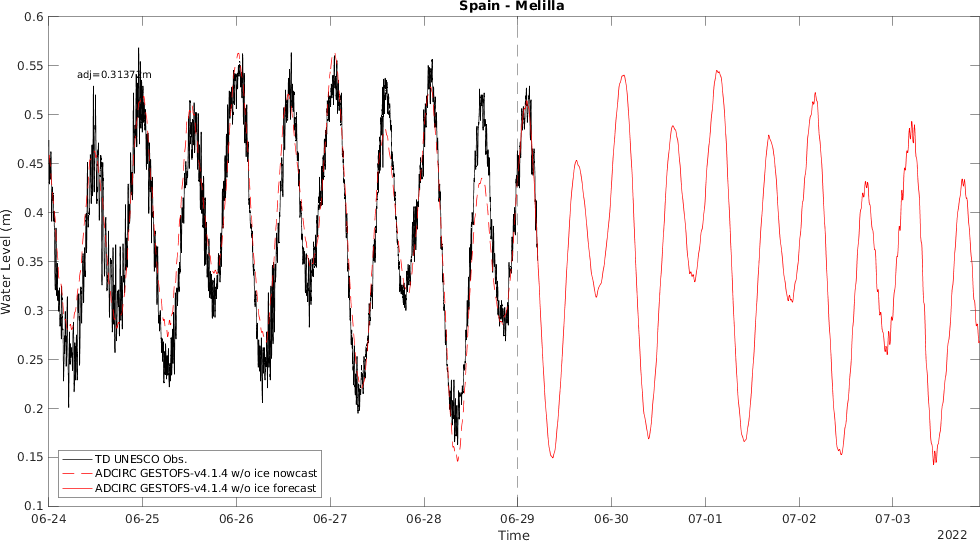 Spain - Melilla
0.6
0.55
0.5
0.45
0.4
0.35
0.3
0.25
0.2
0.15
0.1
Water Level (m)
TD UNESCO Obs.
ADCIRC GESTOFS-v4.1.4 w/o ice nowcast
ADCIRC GESTOFS-v4.1.4 w/o ice forecast
06-24 06-25 06-26 06-27 06-28 06-29 06-30 07-01 07-02 07-03
Time
2022